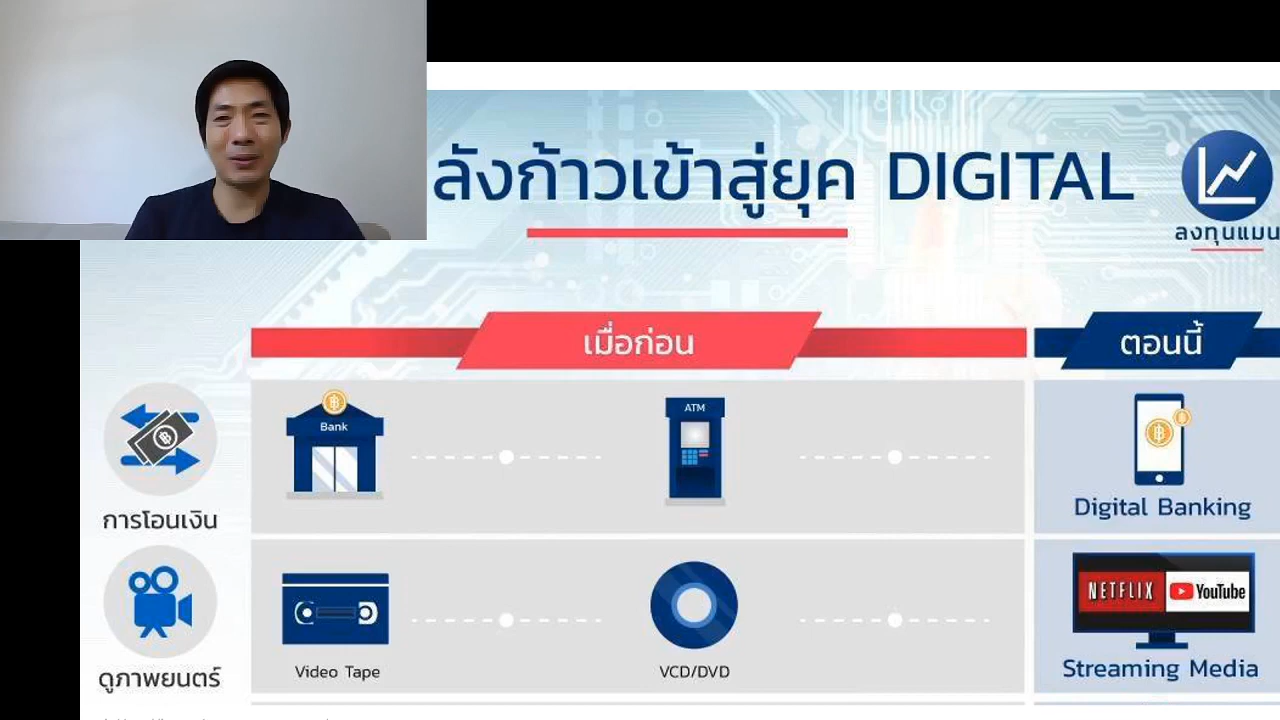 ลังก้าวเข้าสู่ยุค DIGITAL
ลงทุนแมน
เมื่อก่อน
ตอนนี้
Bank
ATM
การโอนเงิน
Digital Banking
NETFLIX
YouTube
Video Tape
VCD/DVD
ดูภาพยนตร์
Streaming Media